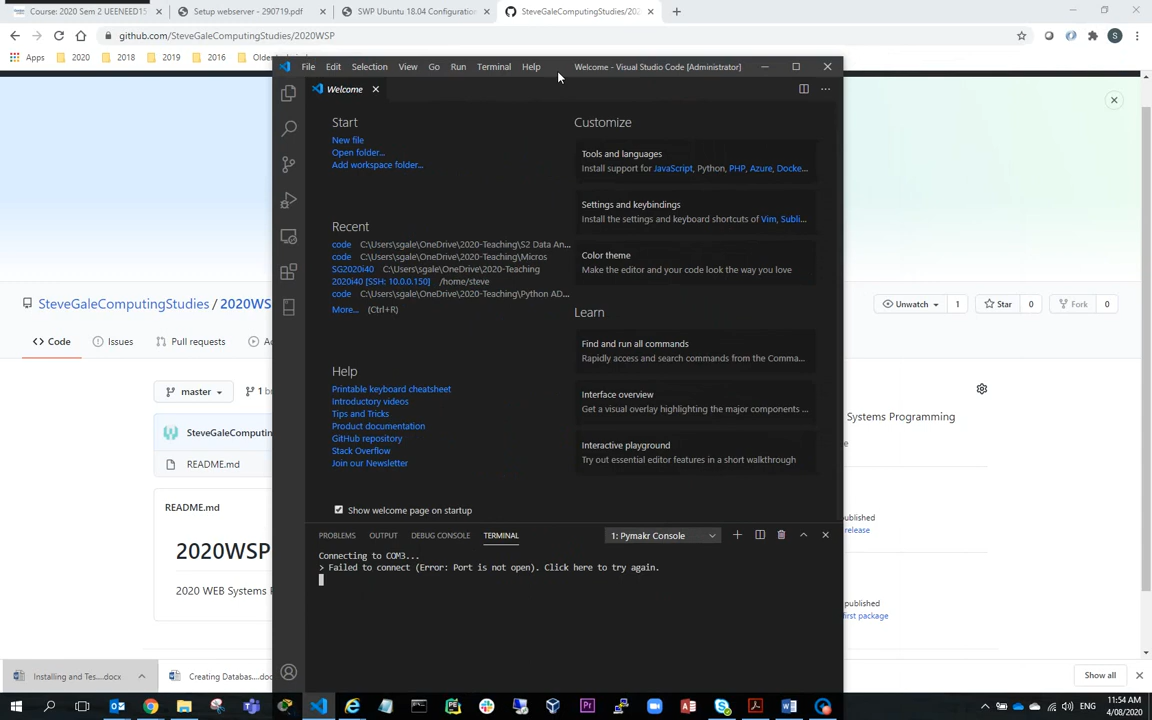 Course: 2020 Sem 2 UEENEED15
Setup webserver - 290719.pdf
SWP Ubuntu 18.04 Configuration
SteveGaleComputingStudies/202
github.com/SteveGaleComputingStudies/2020WSP
S
Apps 2020 2018 2019 2016
File Edit Selection View Go Run Terminal Help Welcome - Visual Studio Code [Administrator]
Welcome
Start
New file
Open folder...
Add workspace folder...
Recent
code C:\Users\sgale\OneDrive\2020-Teaching\S2 Data An...
code C:\Users\sgale\OneDrive\2020-Teaching\Micros
SG2020i40 C:\Users\sgale\OneDrive\2020-Teaching
2020i40 [SSH: 10.0.0.150] /home/steve
code C:\Users\sgale\OneDrive\2020-Teaching\Python AD...
More... (Ctrl+R)
Help
Printable keyboard cheatsheet
Introductory videos
Tips and Tricks
Product documentation
GitHub repository
Stack Overflow
Join our Newsletter
Show welcome page on startup
Customize
Tools and languages
Install support for JavaScript, Python, PHP, Azure, Docke...
Settings and keybindings
Install the settings and keyboard shortcuts of Vim, Subli...
Color theme
Make the editor and your code look the way you love
Learn
Find and run all commands
Rapidly access and search commands from the Comma...
Interface overview
Get a visual overlay highlighting the major components ...
Interactive playground
Try out essential editor features in a short walkthrough
PROBLEMS OUTPUT DEBUG CONSOLE TERMINAL 1: Pymakr Console
Connecting to COM3...
> Failed to connect (Error: Port is not open). Click here to try again.
SteveGaleComputingStudies / 2020WS
Unwatch 1 Star 0 Fork 0
Code Issues Pull requests
master 1
SteveGaleComputin
README.md
README.md
2020WSP
2020 WEB Systems
Systems Programming
published
release
published
first package
Installing and Tes....docx
Creating Databas....do
Show all
11:54 AM
4/08/2020